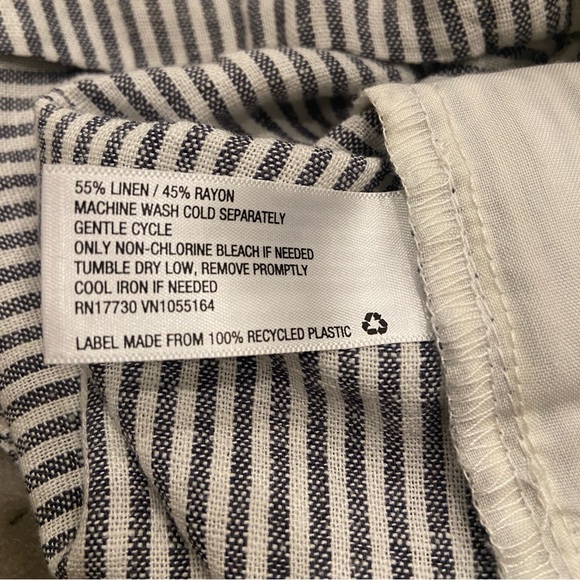 55% LINEN / 45% RAYON
MACHINE WASH COLD SEPARATELY
GENTLE CYCLE
ONLY NON-CHLORINE BLEACH IF NEEDED
TUMBLE DRY LOW, REMOVE PROMPTLY
COOL IRON IF NEEDED
RN17730 VN1055164
LABEL MADE FROM 100% RECYCLED PLASTIC